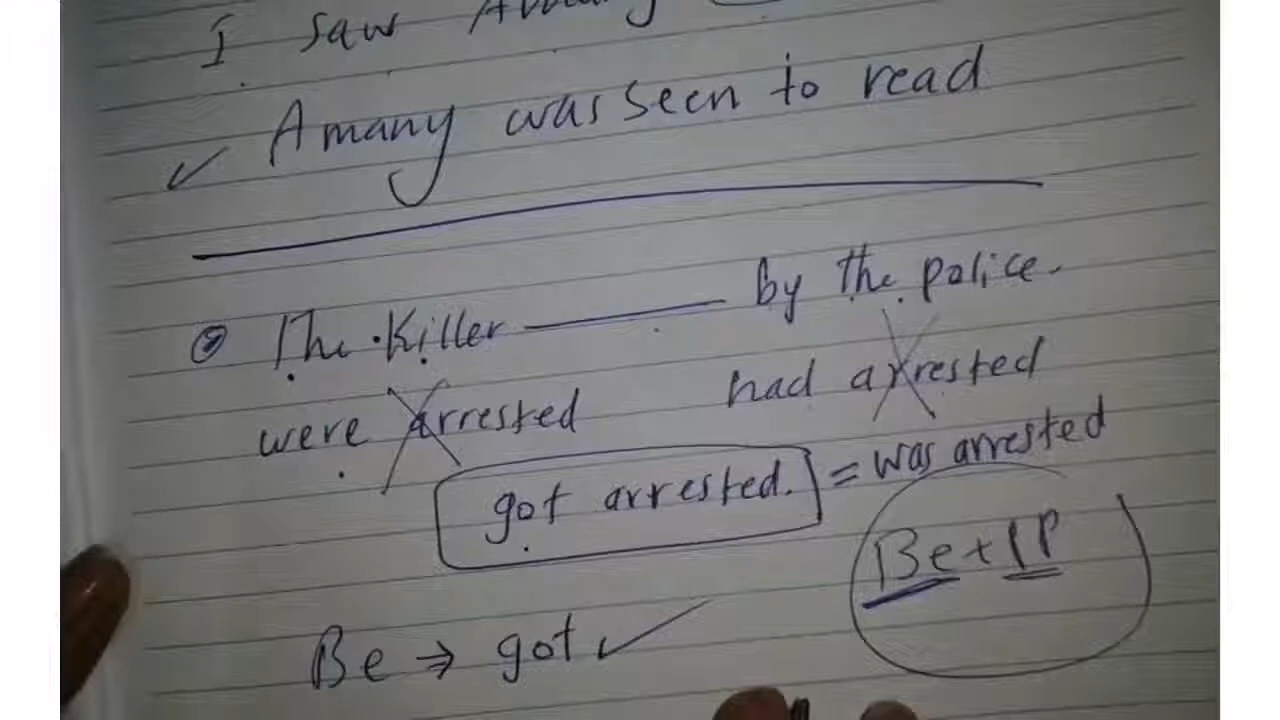 I saw
✓ Amany was seen to read
The Killer ______ by the police.
were arrested had arrested
got arrested. = was arrested
Be + PP
Be ⇒ got ✓